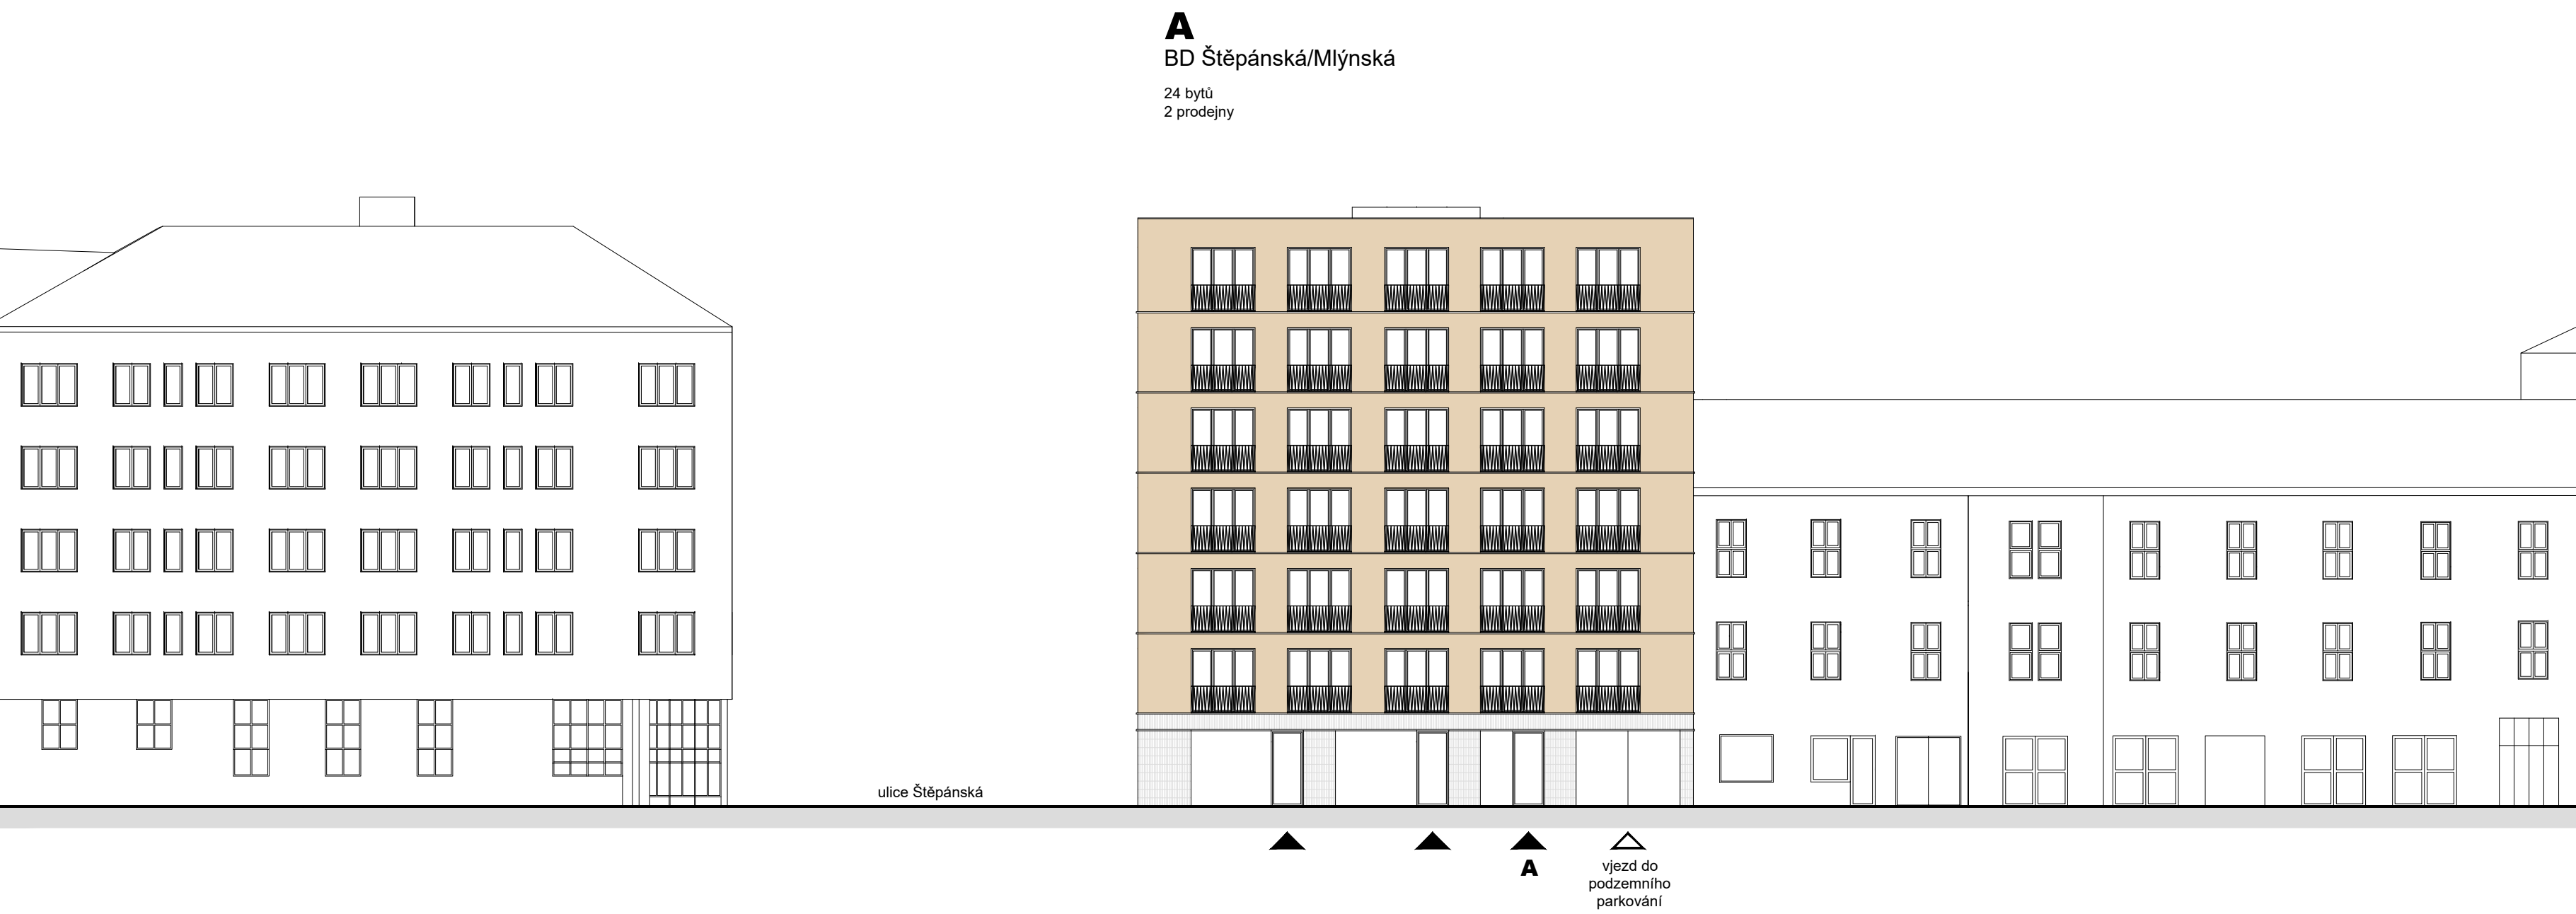 A
BD Štěpánská/Mlýnská
24 bytů
2 prodejny
ulice Štěpánská
A
vjezd do
podzemního
parkování